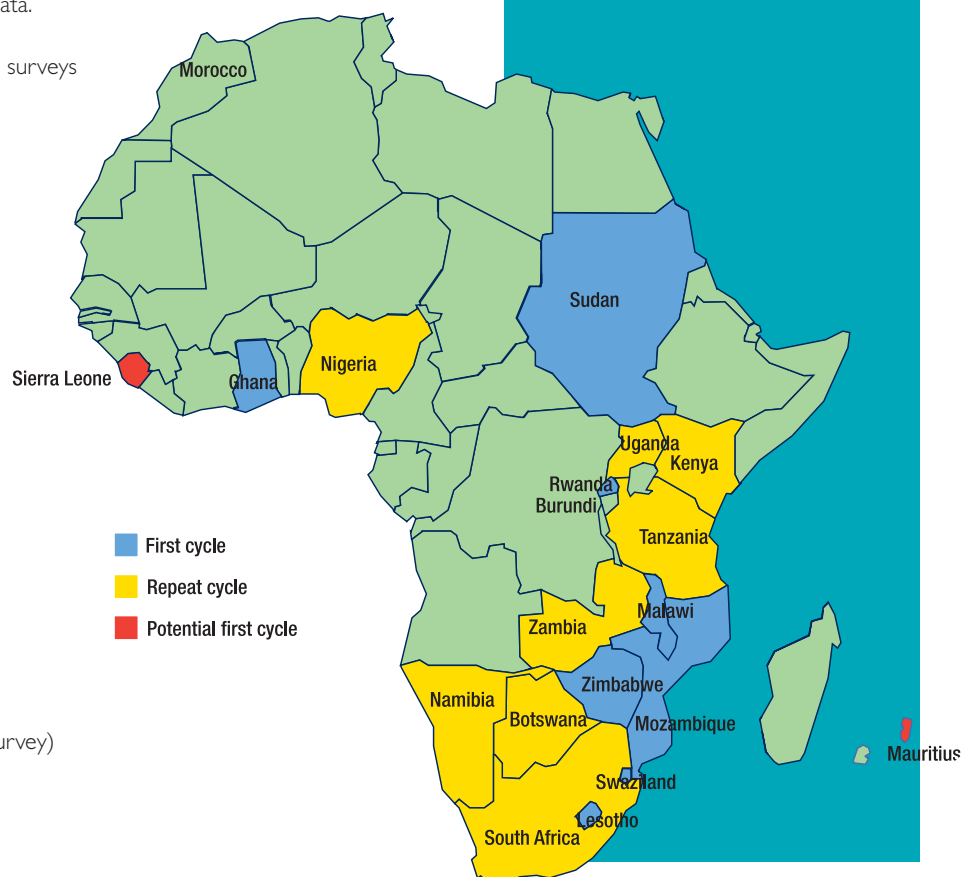 ata.
surveys
Morocco
Sudan
Nigeria
Ghana
Sierra Leone
Uganda
Kenya
Rwanda
Burundi
Tanzania
First cycle
Repeat cycle
Potential first cycle
Malawi
Zambia
Zimbabwe
Namibia
Botswana
Mozambique
urvey)
Mauritius
Swaziland
Lesotho
South Africa